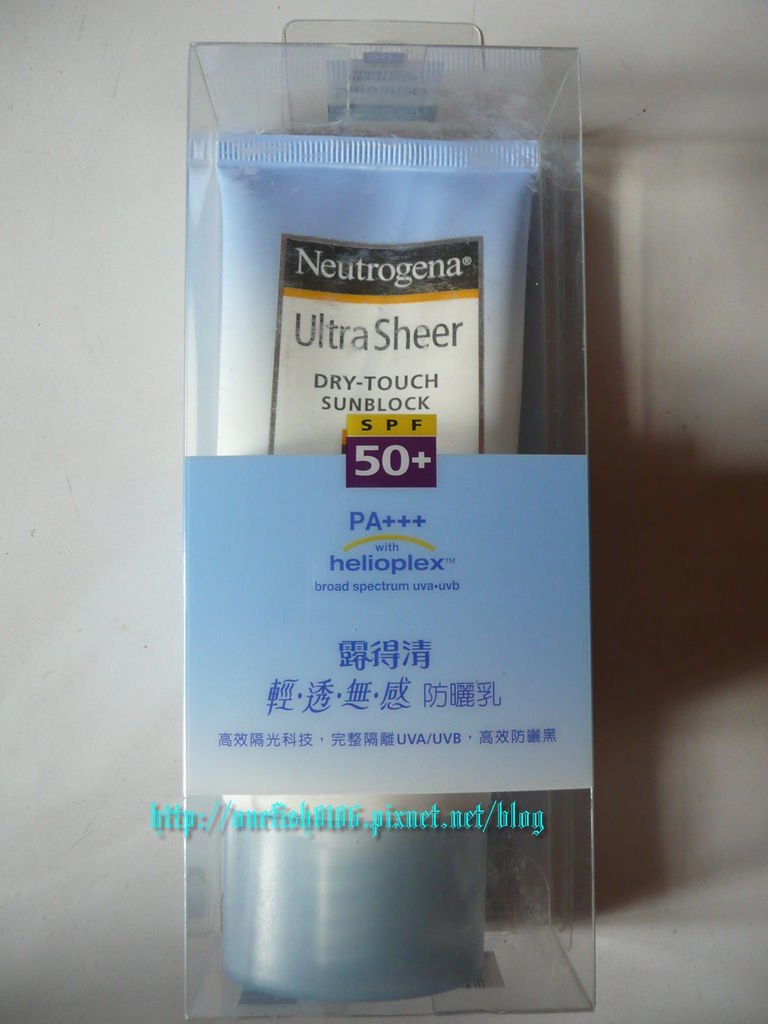 Neutrogena®
Ultra Sheer
DRY-TOUCH
SUNBLOCK
SPF
50+
PA+++
with
helioplex™
broad spectrum uva•uvb
露得清
輕·透·無·感 防曬乳
高效隔光科技，完整隔離UVA/UVB，高效防曬黑
http://onefish0106.pixnet.net/blog